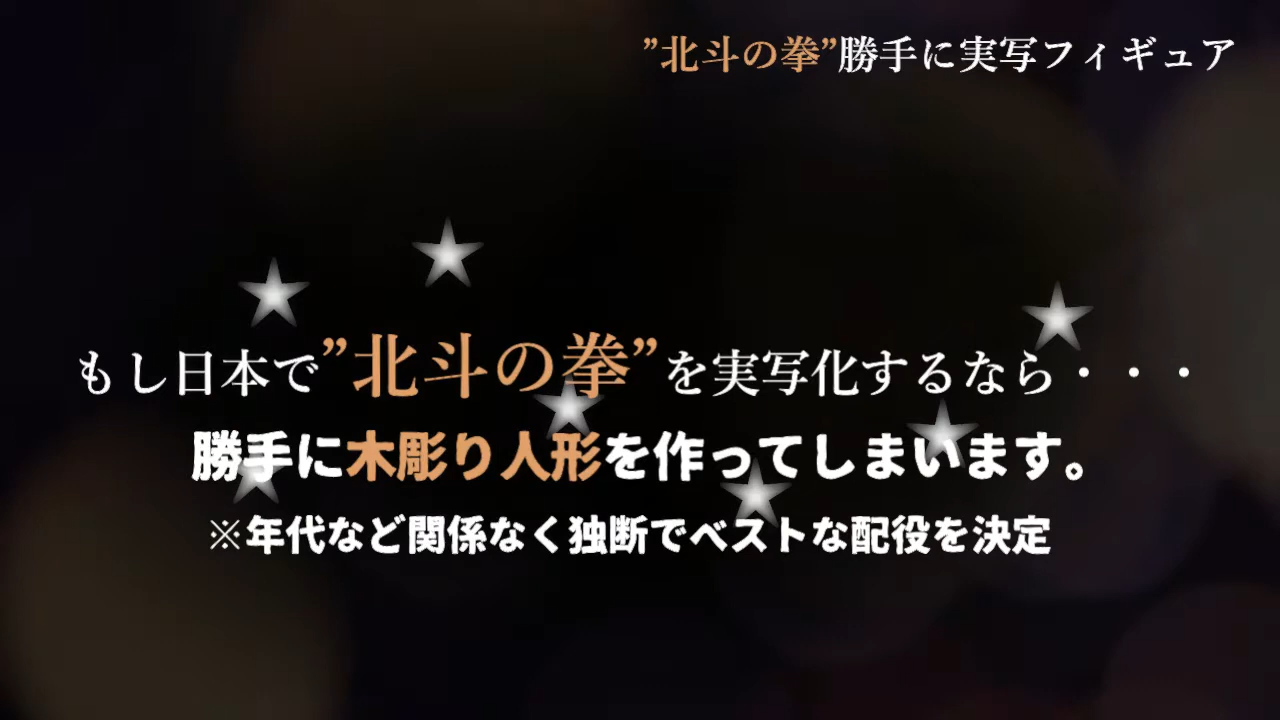 ”北斗の拳”勝手に実写フィギュア
もし日本で”北斗の拳”を実写化するなら・・・
勝手に木彫り人形を作ってしまいます。
※年代など関係なく独断でベストな配役を決定